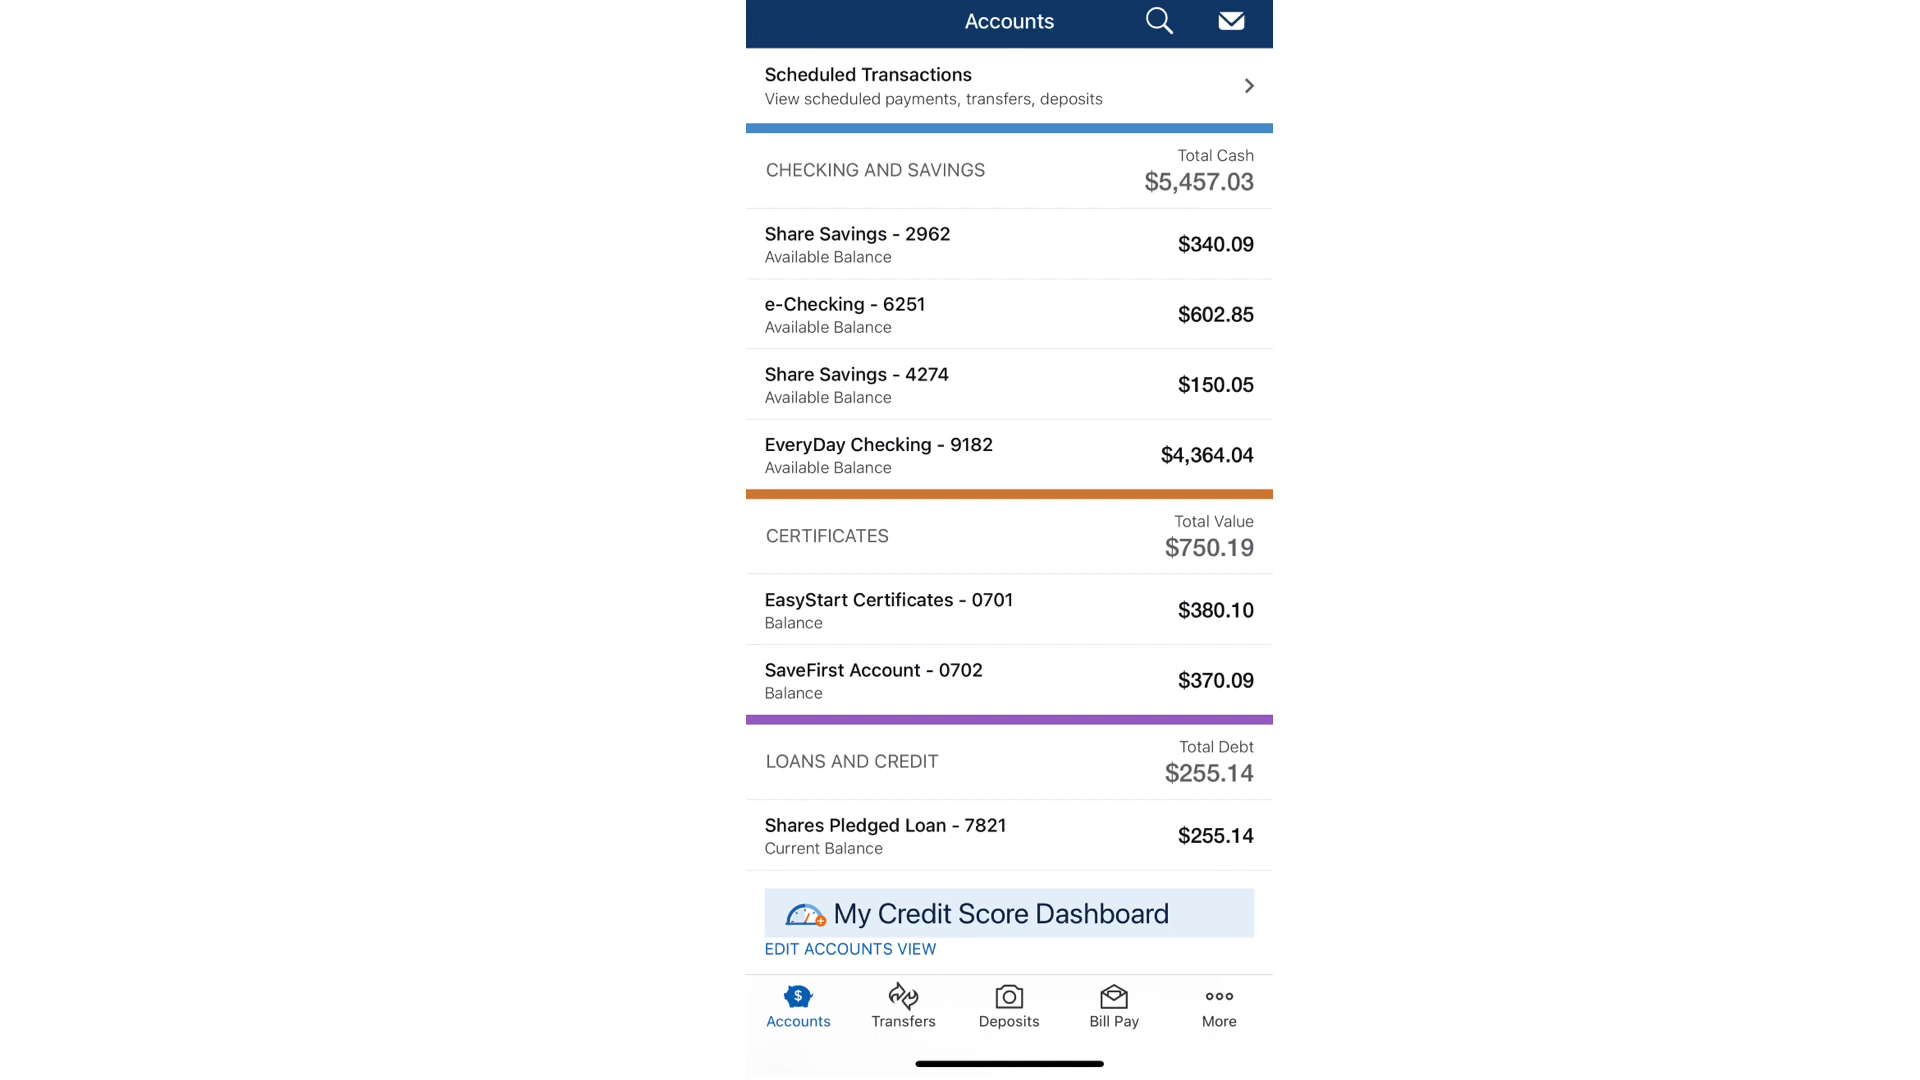 Accounts
Scheduled Transactions
View scheduled payments, transfers, deposits
Total Cash
CHECKING AND SAVINGS
$5,457.03
Share Savings - 2962
$340.09
Available Balance
e-Checking - 6251
$602.85
Available Balance
Share Savings - 4274
$150.05
Available Balance
EveryDay Checking - 9182
$4,364.04
Available Balance
Total Value
CERTIFICATES
$750.19
EasyStart Certificates - 0701
$380.10
Balance
SaveFirst Account - 0702
$370.09
Balance
Total Debt
LOANS AND CREDIT
$255.14
Shares Pledged Loan - 7821
$255.14
Current Balance
My Credit Score Dashboard
EDIT ACCOUNTS VIEW
Accounts Transfers Deposits Bill Pay More